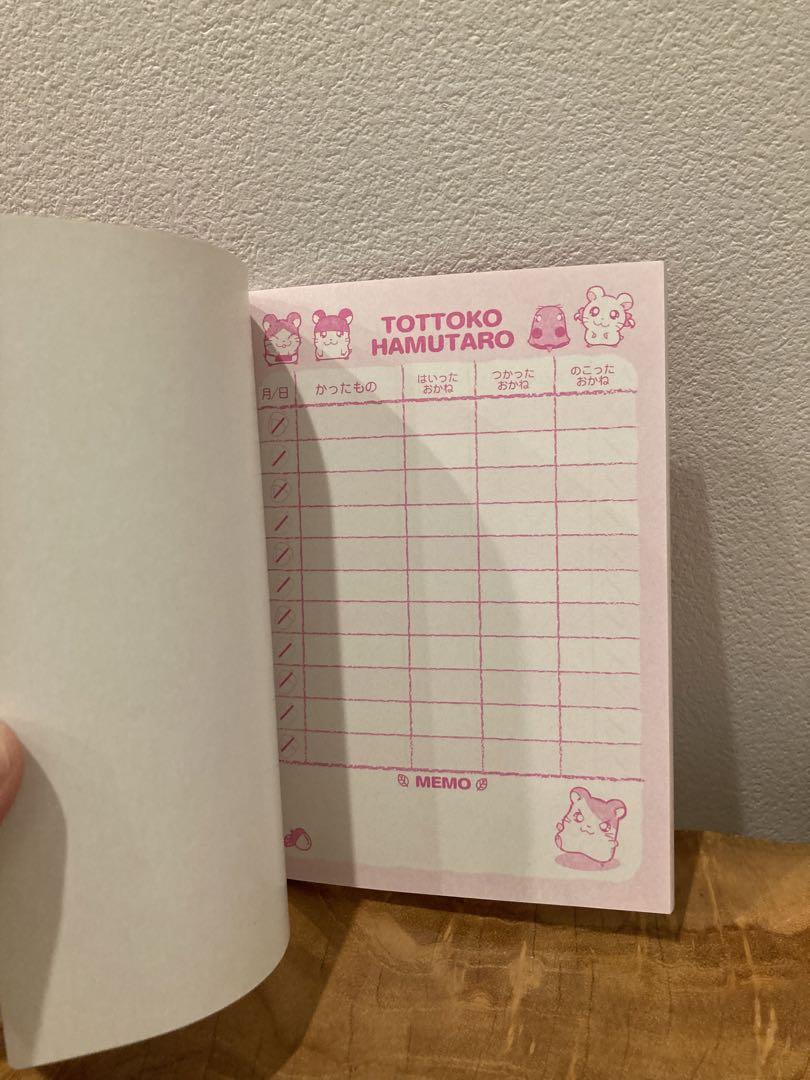 TOTTOKO
HAMUTARO
月/日
かったもの
はいった
おかね
つかった
おかね
のこった
おかね
MEMO